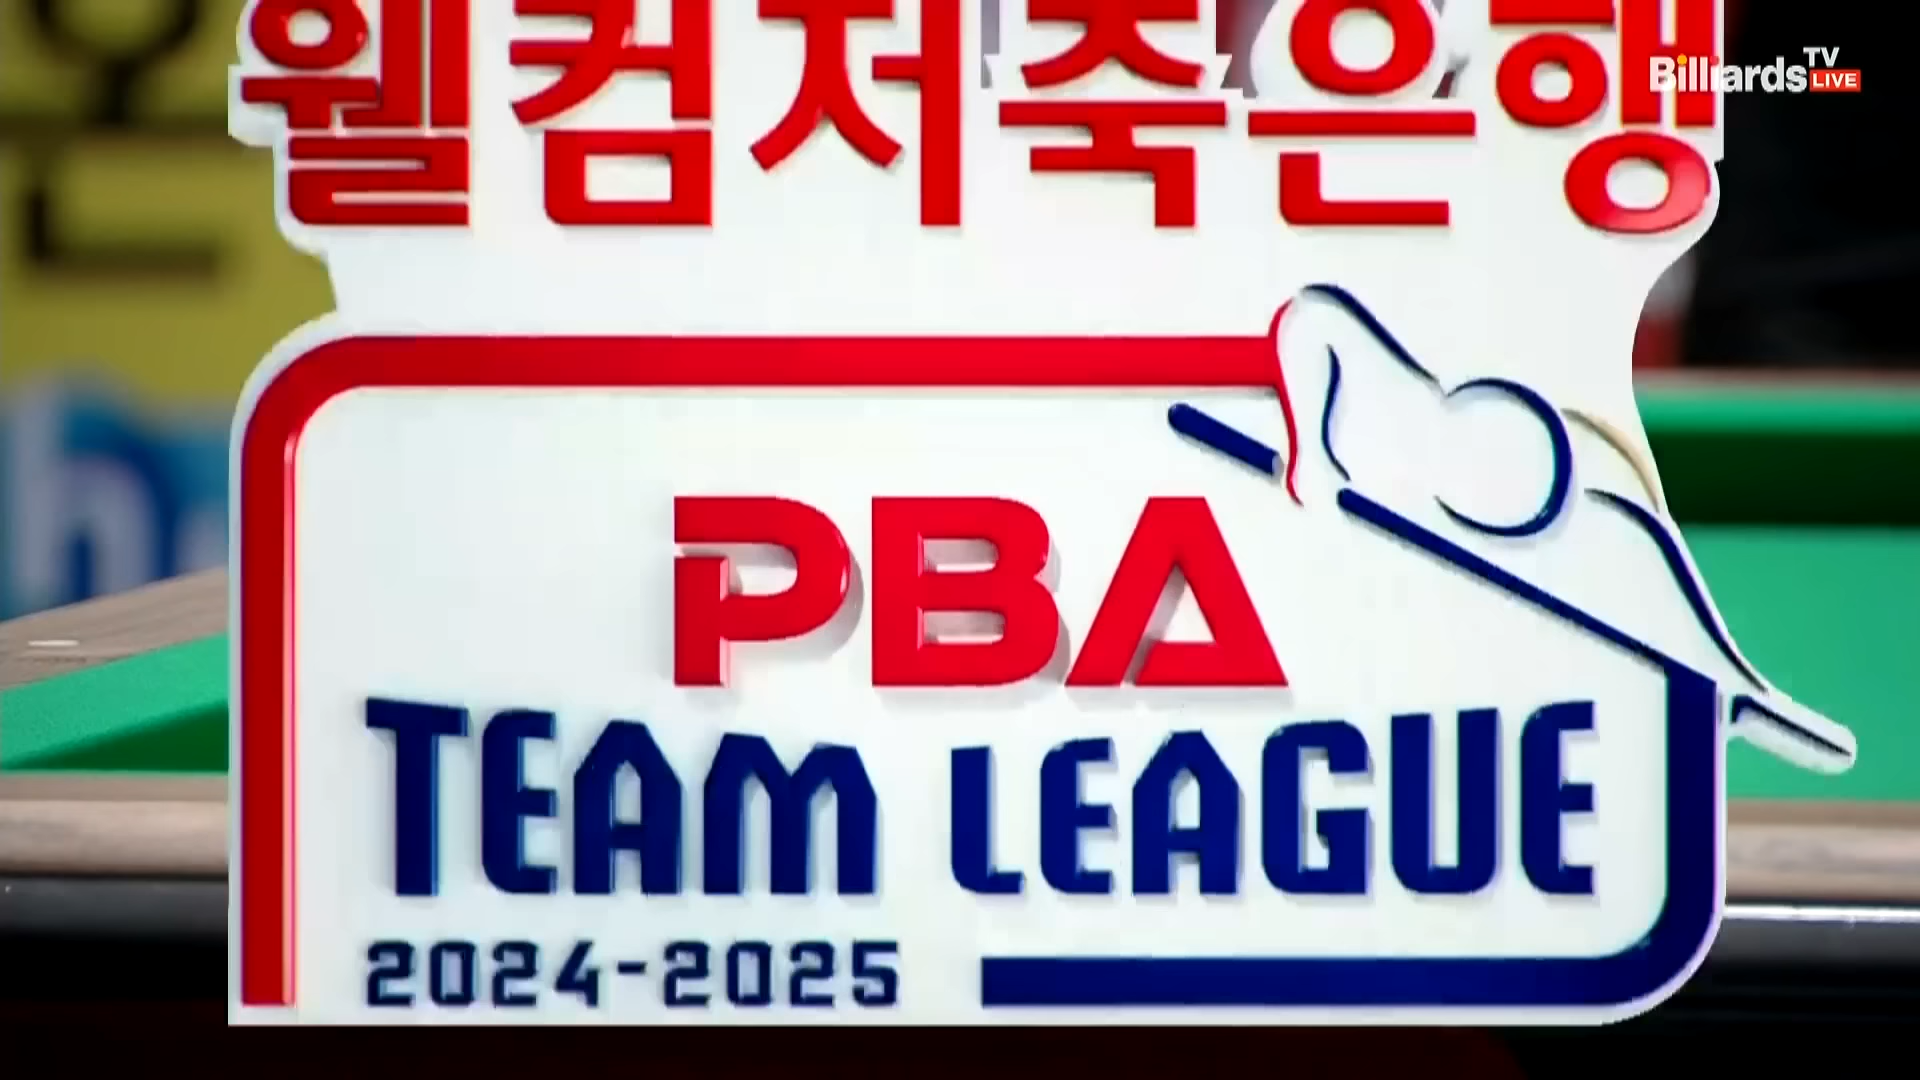 웰컴저축은행
Billiards TV
LIVE
PBA
TEAM LEAGUE
2024-2025